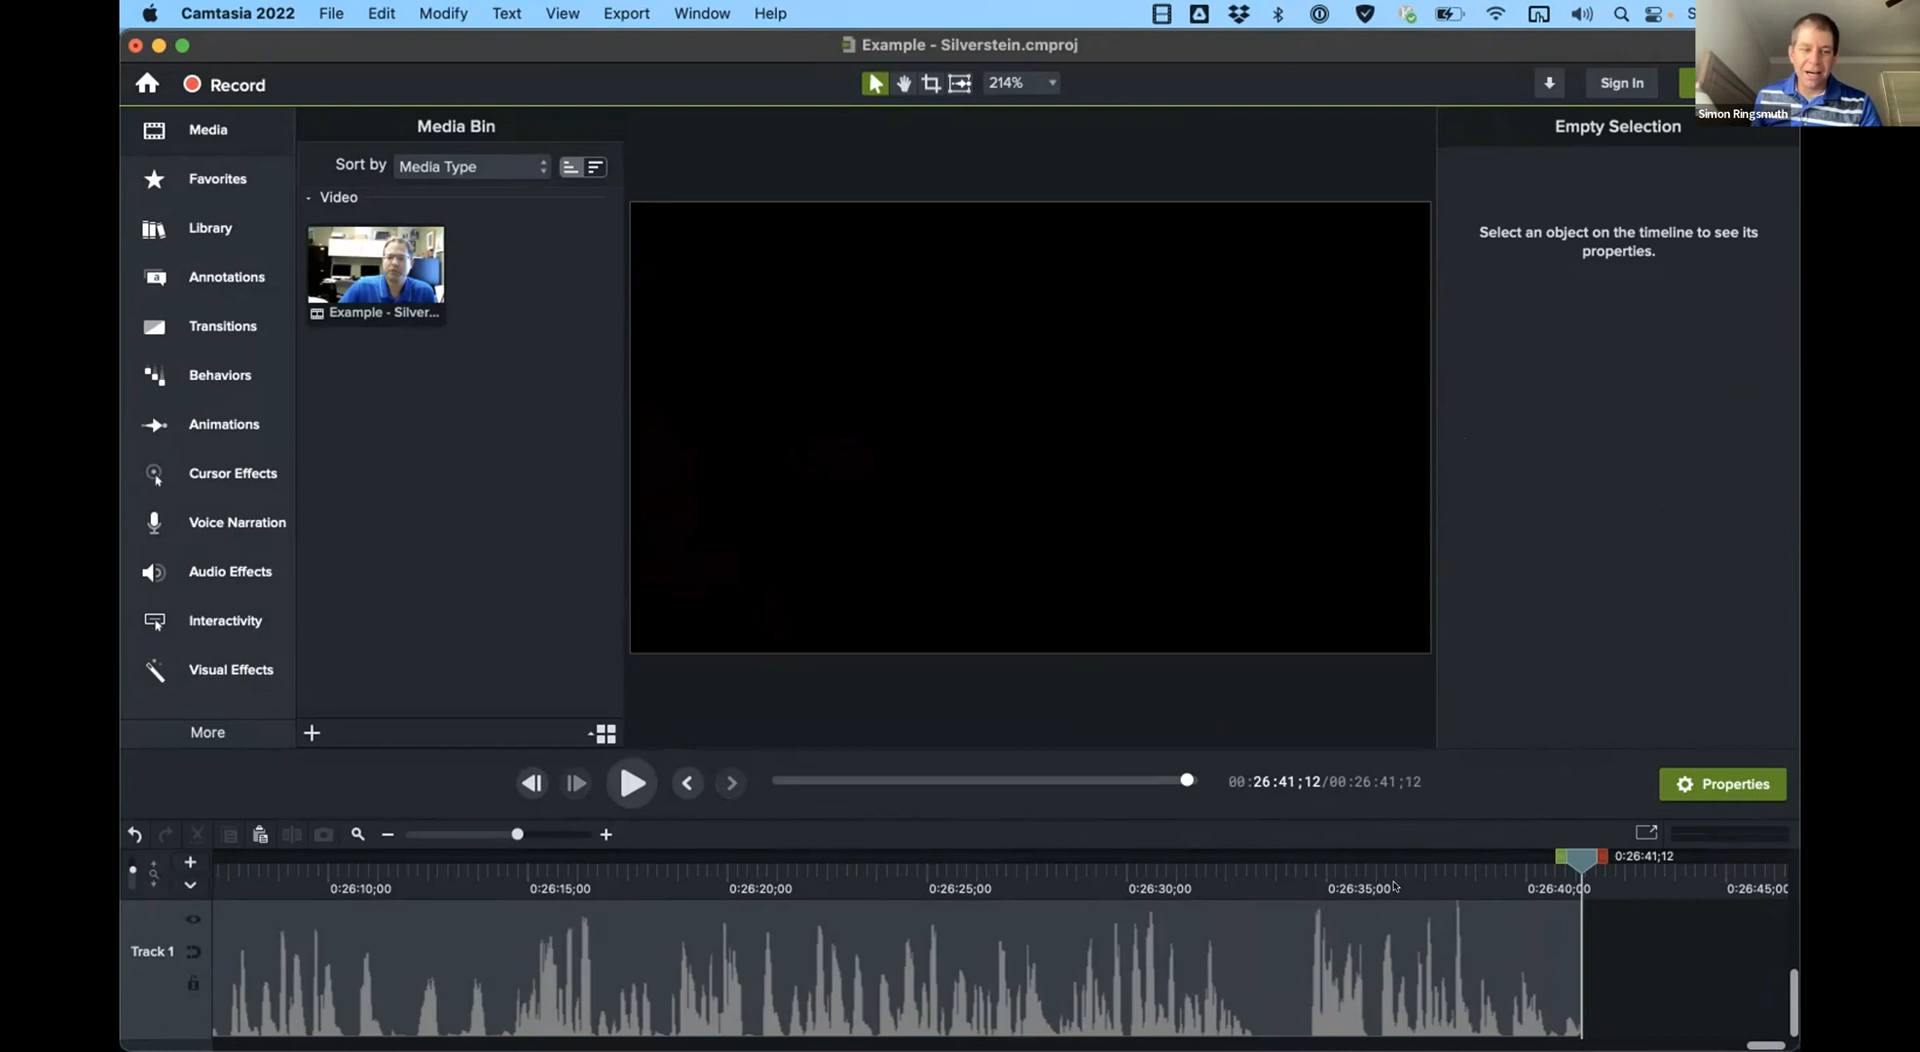 Camtasia 2022 File Edit Modify Text View Export Window Help
Example - Silverstein.cmproj
Record
214%
Sign In
Simon Ringsmuth
Media
Favorites
Library
Annotations
Transitions
Behaviors
Animations
Cursor Effects
Voice Narration
Audio Effects
Interactivity
Visual Effects
More
Media Bin
Sort by Media Type
Video
Example - Silver...
Empty Selection
Select an object on the timeline to see its
properties.
00:26:41;12/00:26:41;12
Properties
0:26:41;12
0:26:10;00 0:26:15;00 0:26:20;00 0:26:25;00 0:26:30;00 0:26:35;00 0:26:40;00 0:26:45;00
Track 1